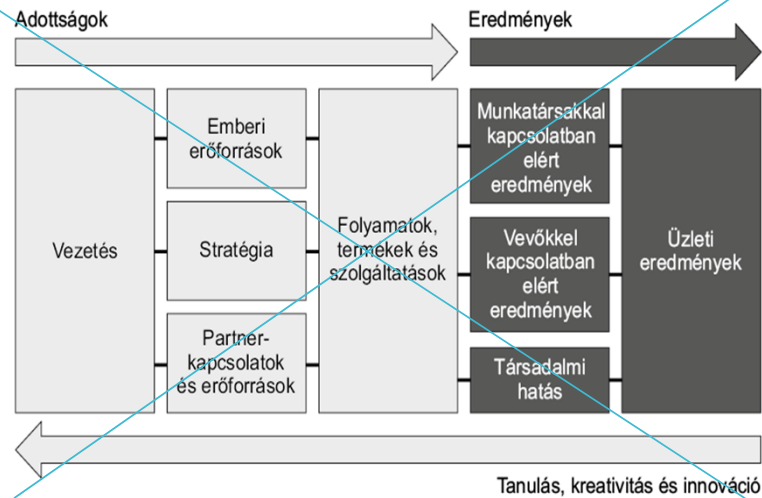 Adottságok
Eredmények
Vezetés
Emberi
erőforrások
Stratégia
Partner-
kapcsolatok
és erőforrások
Folyamatok,
termékek és
szolgáltatások
Munkatársakkal
kapcsolatban
elért
eredmények
Vevőkkel
kapcsolatban
elért
eredmények
Társadalmi
hatás
Üzleti
eredmények
Tanulás, kreativitás és innováció